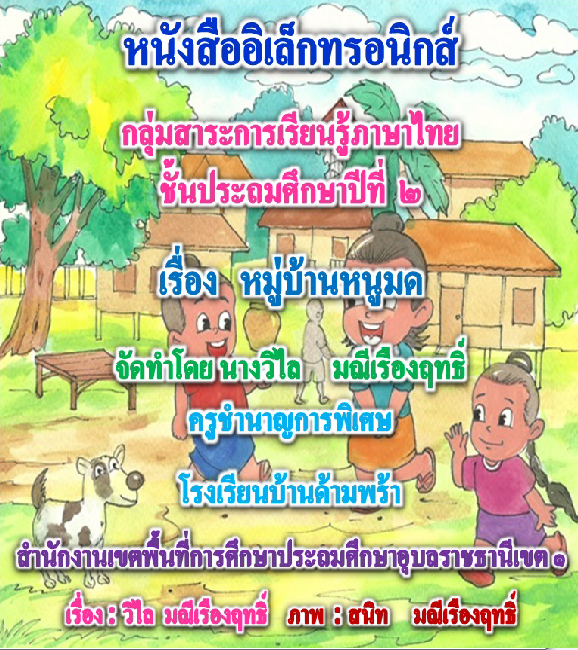 หนังสืออิเล็กทรอนิกส์
กลุ่มสาระการเรียนรู้ภาษาไทย
ชั้นประถมศึกษาปีที่ ๒
เรื่อง หมู่บ้านหนูมด
จัดทำโดย นางวิไล มณีเรืองฤทธิ์
ครูชำนาญการพิเศษ
โรงเรียนบ้านด้ามพร้า
สำนักงานเขตพื้นที่การศึกษาประถมศึกษาอุบลราชธานีเขต ๑
เรื่อง : วิไล มณีเรืองฤทธิ์ ภาพ : สนิท มณีเรืองฤทธิ์